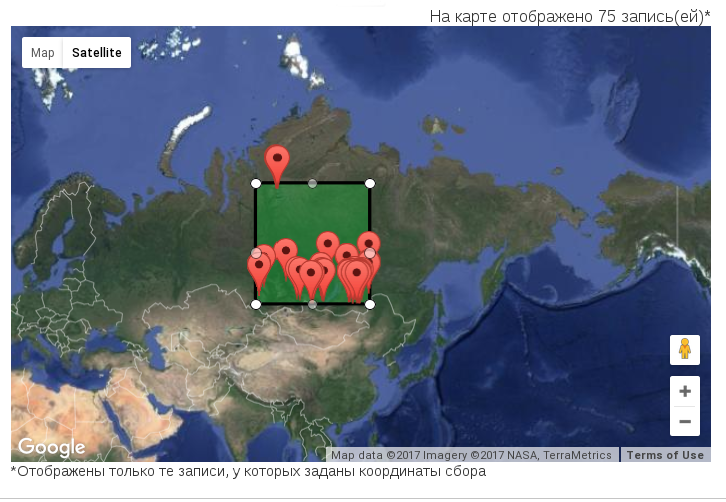 На карте отображено 75 запись(ей)*
Map
Satellite
+
−
Google
Map data ©2017 Imagery ©2017 NASA, TerraMetrics
Terms of Use
*Отображены только те записи, у которых заданы координаты сбора